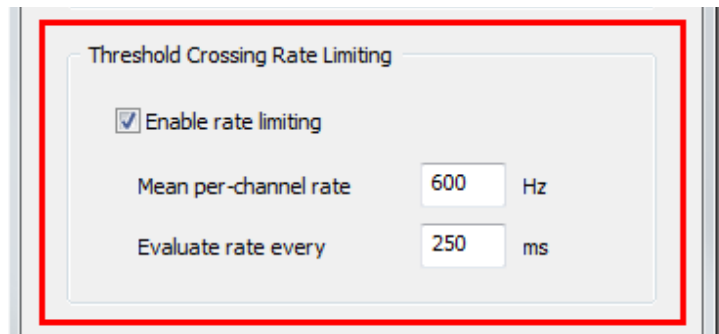 Threshold Crossing Rate Limiting
Enable rate limiting
Mean per-channel rate 600 Hz
Evaluate rate every 250 ms